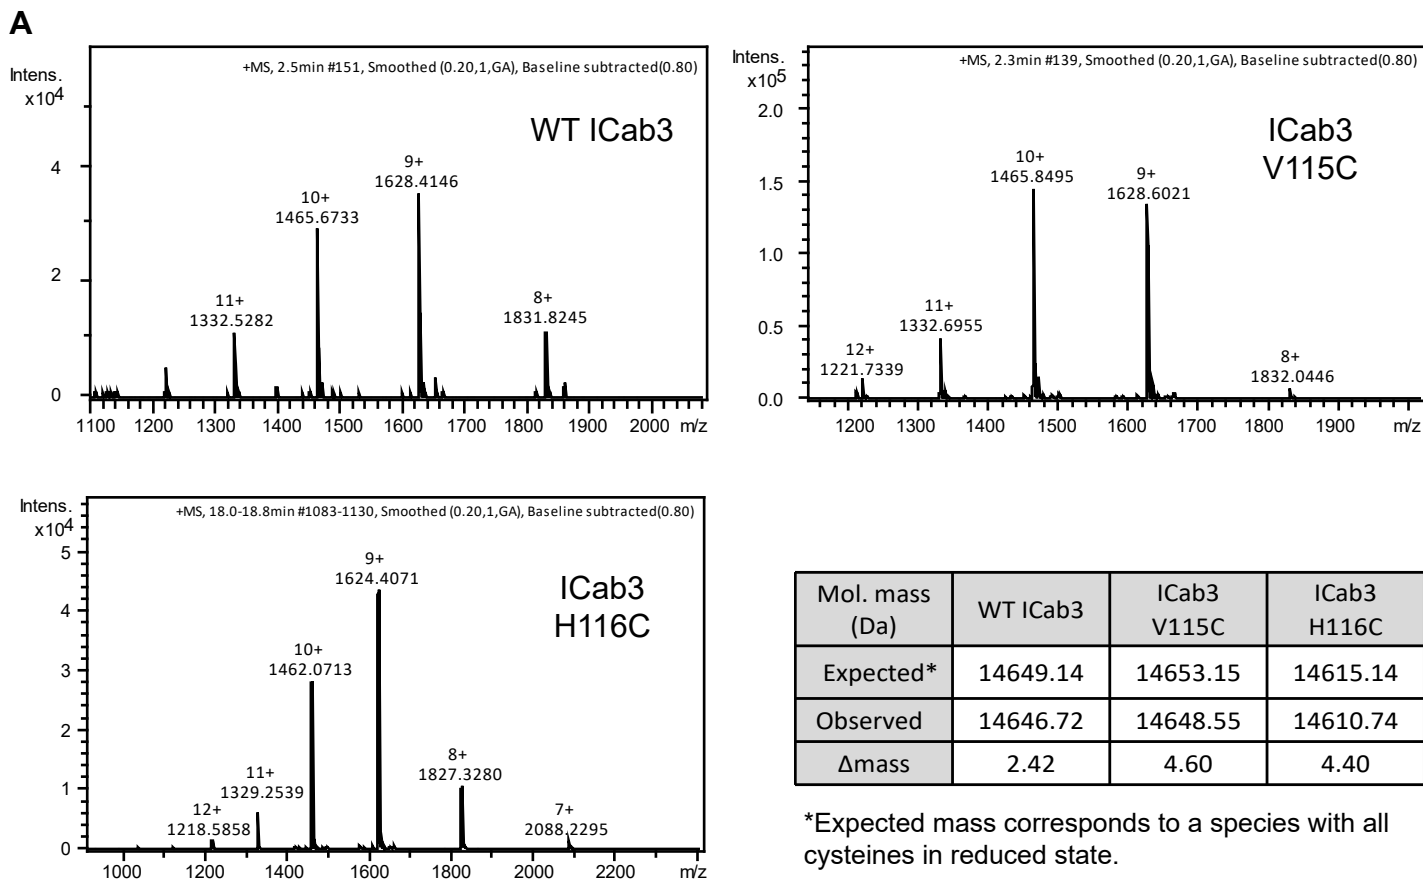 A
Intens.
x10^4
+MS, 2.5min #151, Smoothed (0.20,1,GA), Baseline subtracted(0.80)
WT ICab3
9+
1628.4146
10+
1465.6733
11+
1332.5282
8+
1831.8245
4
2
0
1100 1200 1300 1400 1500 1600 1700 1800 1900 2000 m/z
Intens.
x10^5
+MS, 2.3min #139, Smoothed (0.20,1,GA), Baseline subtracted(0.80)
ICab3
V115C
10+
1465.8495
9+
1628.6021
11+
1332.6955
12+
1221.7339
8+
1832.0446
2.0
1.5
1.0
0.5
0.0
1200 1300 1400 1500 1600 1700 1800 1900 m/z
Intens.
x10^4
+MS, 18.0-18.8min #1083-1130, Smoothed (0.20,1,GA), Baseline subtracted(0.80)
ICab3
H116C
9+
1624.4071
10+
1462.0713
11+
1329.2539
12+
1218.5858
8+
1827.3280
7+
2088.2295
5
4
3
2
1
0
1000 1200 1400 1600 1800 2000 2200 m/z
Mol. mass (Da) WT ICab3 ICab3 V115C ICab3 H116C
Expected* 14649.14 14653.15 14615.14
Observed 14646.72 14648.55 14610.74
Δmass 2.42 4.60 4.40
*Expected mass corresponds to a species with all
cysteines in reduced state.